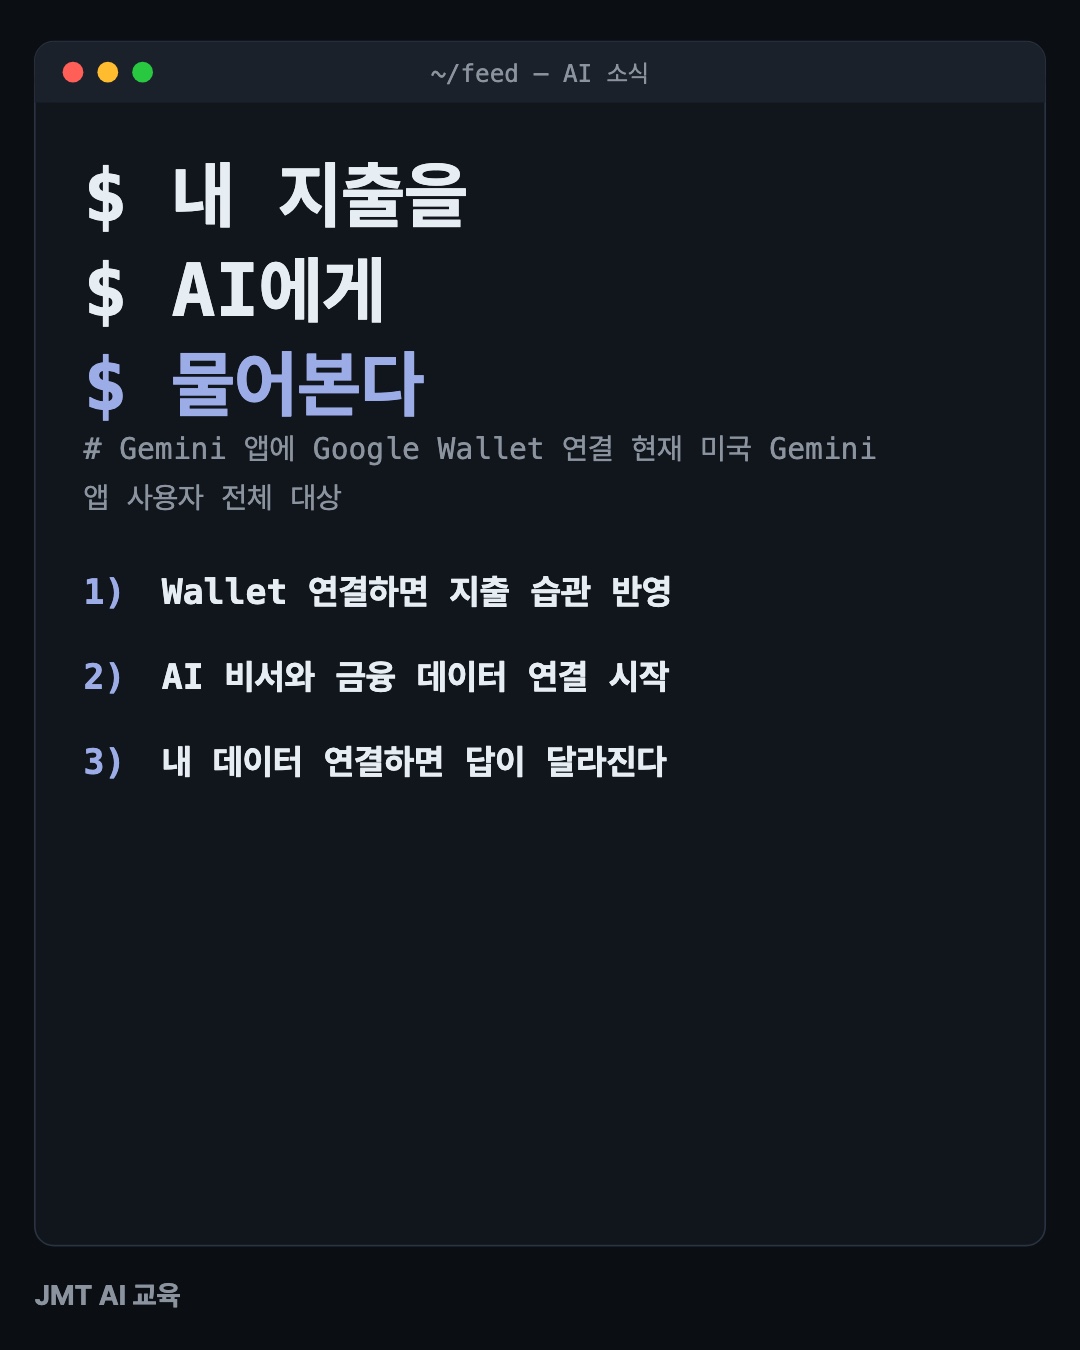 ~/feed — AI 소식
$ 내 지출을
$ AI에게
$ 물어본다
# Gemini 앱에 Google Wallet 연결 현재 미국 Gemini
앱 사용자 전체 대상
1) Wallet 연결하면 지출 습관 반영
2) AI 비서와 금융 데이터 연결 시작
3) 내 데이터 연결하면 답이 달라진다
JMT AI 교육